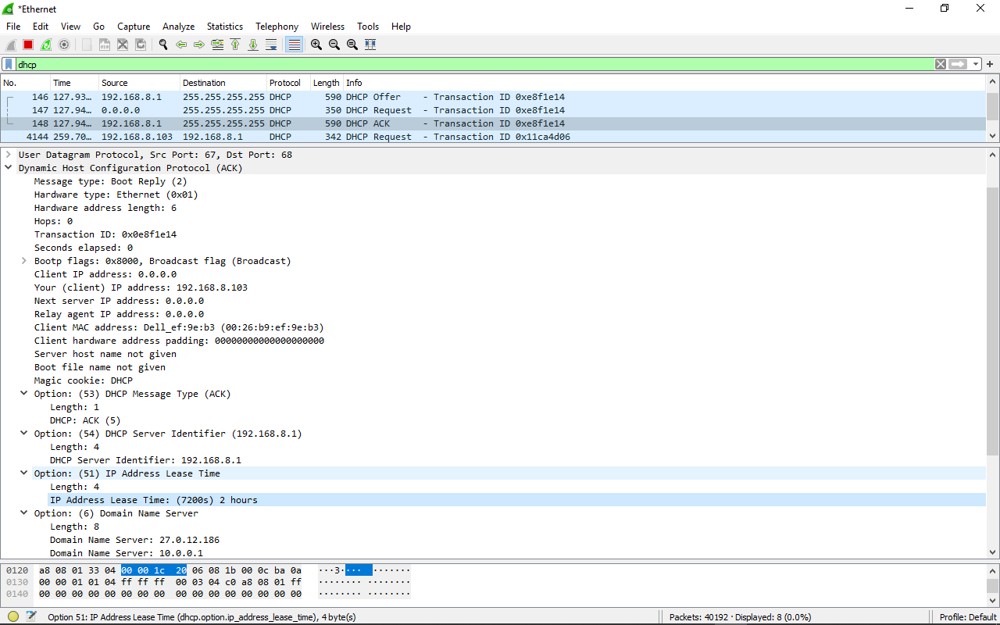 *Ethernet
File Edit View Go Capture Analyze Statistics Telephony Wireless Tools Help
dhcp
No. Time Source Destination Protocol Length Info
146 127.93… 192.168.8.1 255.255.255.255 DHCP 590 DHCP Offer - Transaction ID 0xe8f1e14
147 127.94… 0.0.0.0 255.255.255.255 DHCP 350 DHCP Request - Transaction ID 0xe8f1e14
148 127.94… 192.168.8.1 255.255.255.255 DHCP 590 DHCP ACK - Transaction ID 0xe8f1e14
4144 259.70… 192.168.8.103 192.168.8.1 DHCP 342 DHCP Request - Transaction ID 0x11ca4d06
User Datagram Protocol, Src Port: 67, Dst Port: 68
Dynamic Host Configuration Protocol (ACK)
Message type: Boot Reply (2)
Hardware type: Ethernet (0x01)
Hardware address length: 6
Hops: 0
Transaction ID: 0x0e8f1e14
Seconds elapsed: 0
Bootp flags: 0x8000, Broadcast flag (Broadcast)
Client IP address: 0.0.0.0
Your (client) IP address: 192.168.8.103
Next server IP address: 0.0.0.0
Relay agent IP address: 0.0.0.0
Client MAC address: Dell_ef:9e:b3 (00:26:b9:ef:9e:b3)
Client hardware address padding: 00000000000000000000
Server host name not given
Boot file name not given
Magic cookie: DHCP
Option: (53) DHCP Message Type (ACK)
Length: 1
DHCP: ACK (5)
Option: (54) DHCP Server Identifier (192.168.8.1)
Length: 4
DHCP Server Identifier: 192.168.8.1
Option: (51) IP Address Lease Time
Length: 4
IP Address Lease Time: (7200s) 2 hours
Option: (6) Domain Name Server
Length: 8
Domain Name Server: 27.0.12.186
Domain Name Server: 10.0.0.1
0120 a8 08 01 33 04 00 00 1c 20 06 08 1b 00 0c ba 0a ···3···· ·······
0130 00 00 01 01 04 ff ff ff 00 03 04 c0 a8 08 01 ff ········ ········
0140 00 00 00 00 00 00 00 00 00 00 00 00 00 00 00 00 ········ ········
Option 51: IP Address Lease Time (dhcp.option.ip_address_lease_time), 4 byte(s) Packets: 40192 · Displayed: 8 (0.0%) Profile: Default